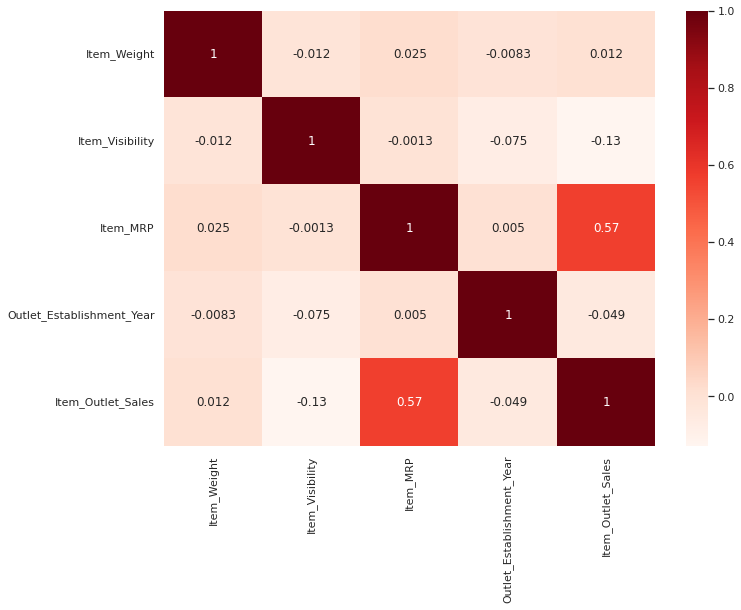 Item_Weight 1 -0.012 0.025 -0.0083 0.012
Item_Visibility -0.012 1 -0.0013 -0.075 -0.13
Item_MRP 0.025 -0.0013 1 0.005 0.57
Outlet_Establishment_Year -0.0083 -0.075 0.005 1 -0.049
Item_Outlet_Sales 0.012 -0.13 0.57 -0.049 1
Item_Weight
Item_Visibility
Item_MRP
Outlet_Establishment_Year
Item_Outlet_Sales
1.0
0.8
0.6
0.4
0.2
0.0